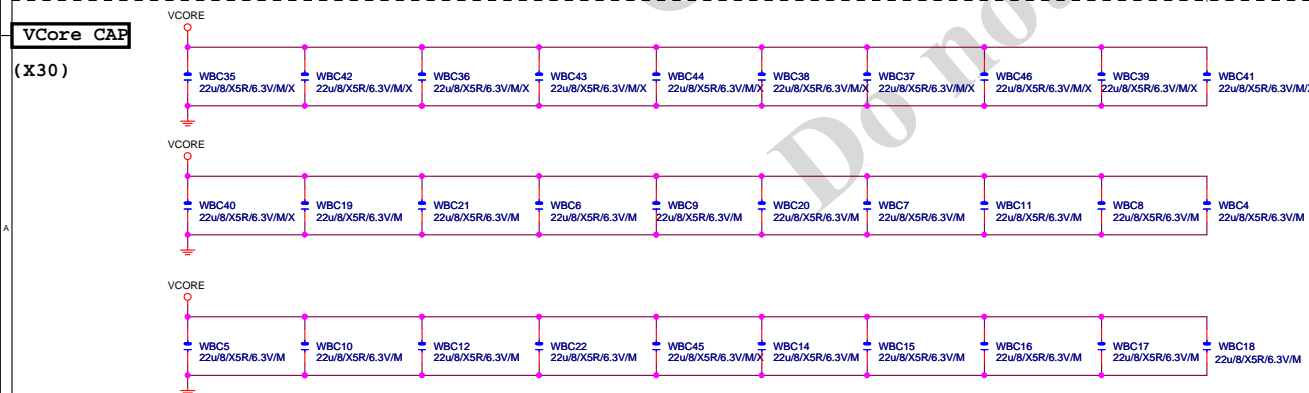 VCore CAP
(X30)
VCORE
WBC35 WBC42 WBC36 WBC43 WBC44 WBC38 WBC37 WBC46 WBC39 WBC41
22u/8/X5R/6.3V/M/X 22u/8/X5R/6.3V/M/X 22u/8/X5R/6.3V/M/X 22u/8/X5R/6.3V/M/X 22u/8/X5R/6.3V/M/X 22u/8/X5R/6.3V/M/X 22u/8/X5R/6.3V/M/X 22u/8/X5R/6.3V/M/X 22u/8/X5R/6.3V/M/X 22u/8/X5R/6.3V/M/X
VCORE
WBC40 WBC19 WBC21 WBC6 WBC9 WBC20 WBC7 WBC11 WBC8 WBC4
22u/8/X5R/6.3V/M/X 22u/8/X5R/6.3V/M 22u/8/X5R/6.3V/M 22u/8/X5R/6.3V/M 22u/8/X5R/6.3V/M 22u/8/X5R/6.3V/M 22u/8/X5R/6.3V/M 22u/8/X5R/6.3V/M 22u/8/X5R/6.3V/M 22u/8/X5R/6.3V/M
A
VCORE
WBC5 WBC10 WBC12 WBC22 WBC45 WBC14 WBC15 WBC16 WBC17 WBC18
22u/8/X5R/6.3V/M 22u/8/X5R/6.3V/M 22u/8/X5R/6.3V/M 22u/8/X5R/6.3V/M 22u/8/X5R/6.3V/M/X 22u/8/X5R/6.3V/M 22u/8/X5R/6.3V/M 22u/8/X5R/6.3V/M 22u/8/X5R/6.3V/M 22u/8/X5R/6.3V/M
Do no